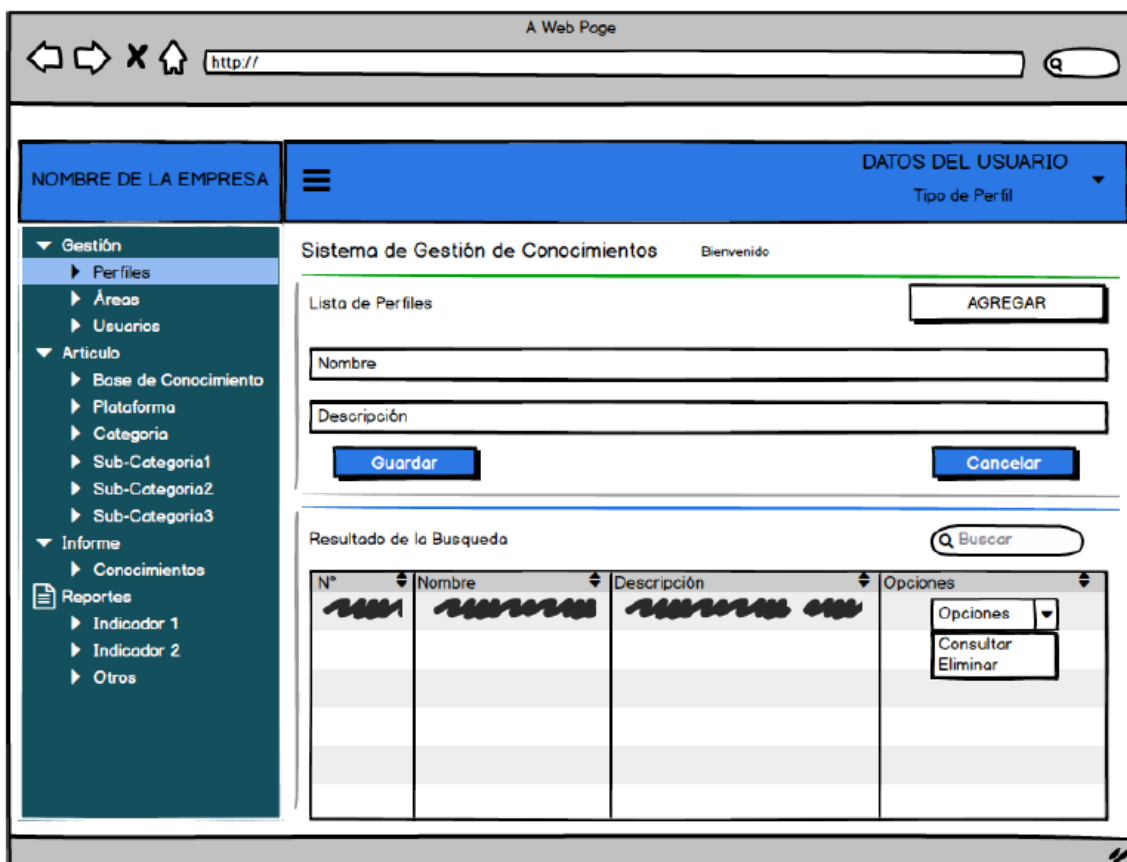 A Web Page
http://
NOMBRE DE LA EMPRESA
DATOS DEL USUARIO
Tipo de Perfil
Gestión
Perfiles
Áreas
Usuarios
Articulo
Base de Conocimiento
Plataforma
Categoria
Sub-Categoria1
Sub-Categoria2
Sub-Categoria3
Informe
Conocimientos
Reportes
Indicador 1
Indicador 2
Otros
Sistema de Gestión de Conocimientos Bienvenido
Lista de Perfiles AGREGAR
Nombre
Descripción
Guardar Cancelar
Resultado de la Busqueda Buscar
N° Nombre Descripción Opciones
Opciones
Consultar
Eliminar